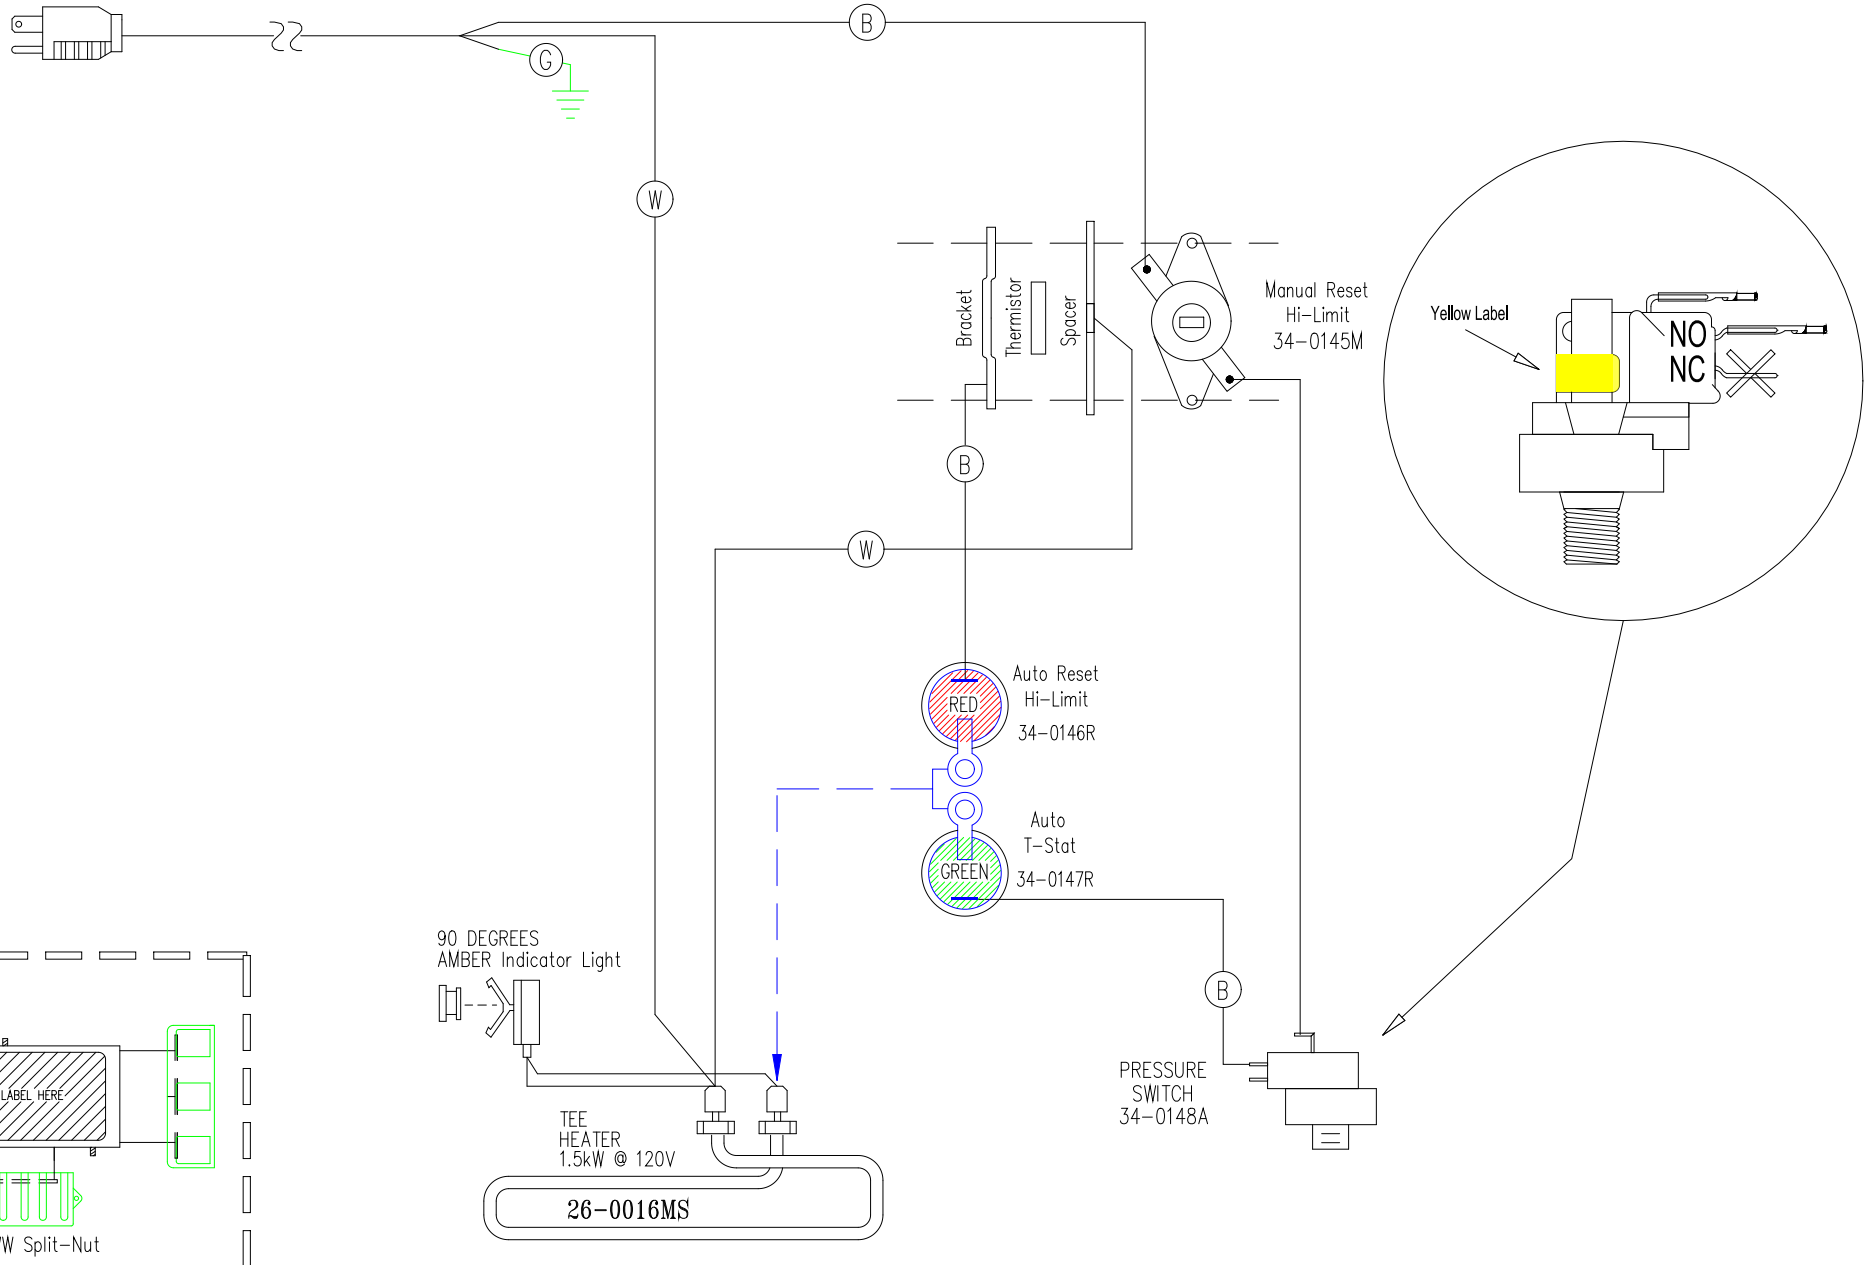 B
G
W
Manual Reset
Hi-Limit
34-0145M
Bracket
Thermistor
Spacer
Yellow Label
NO
NC
B
W
RED
Auto Reset
Hi-Limit
34-0146R
GREEN
Auto
T-Stat
34-0147R
90 DEGREES
AMBER Indicator Light
B
PRESSURE
SWITCH
34-0148A
TEE
HEATER
1.5kW @ 120V
26-0016MS
LABEL HERE
Split-Nut